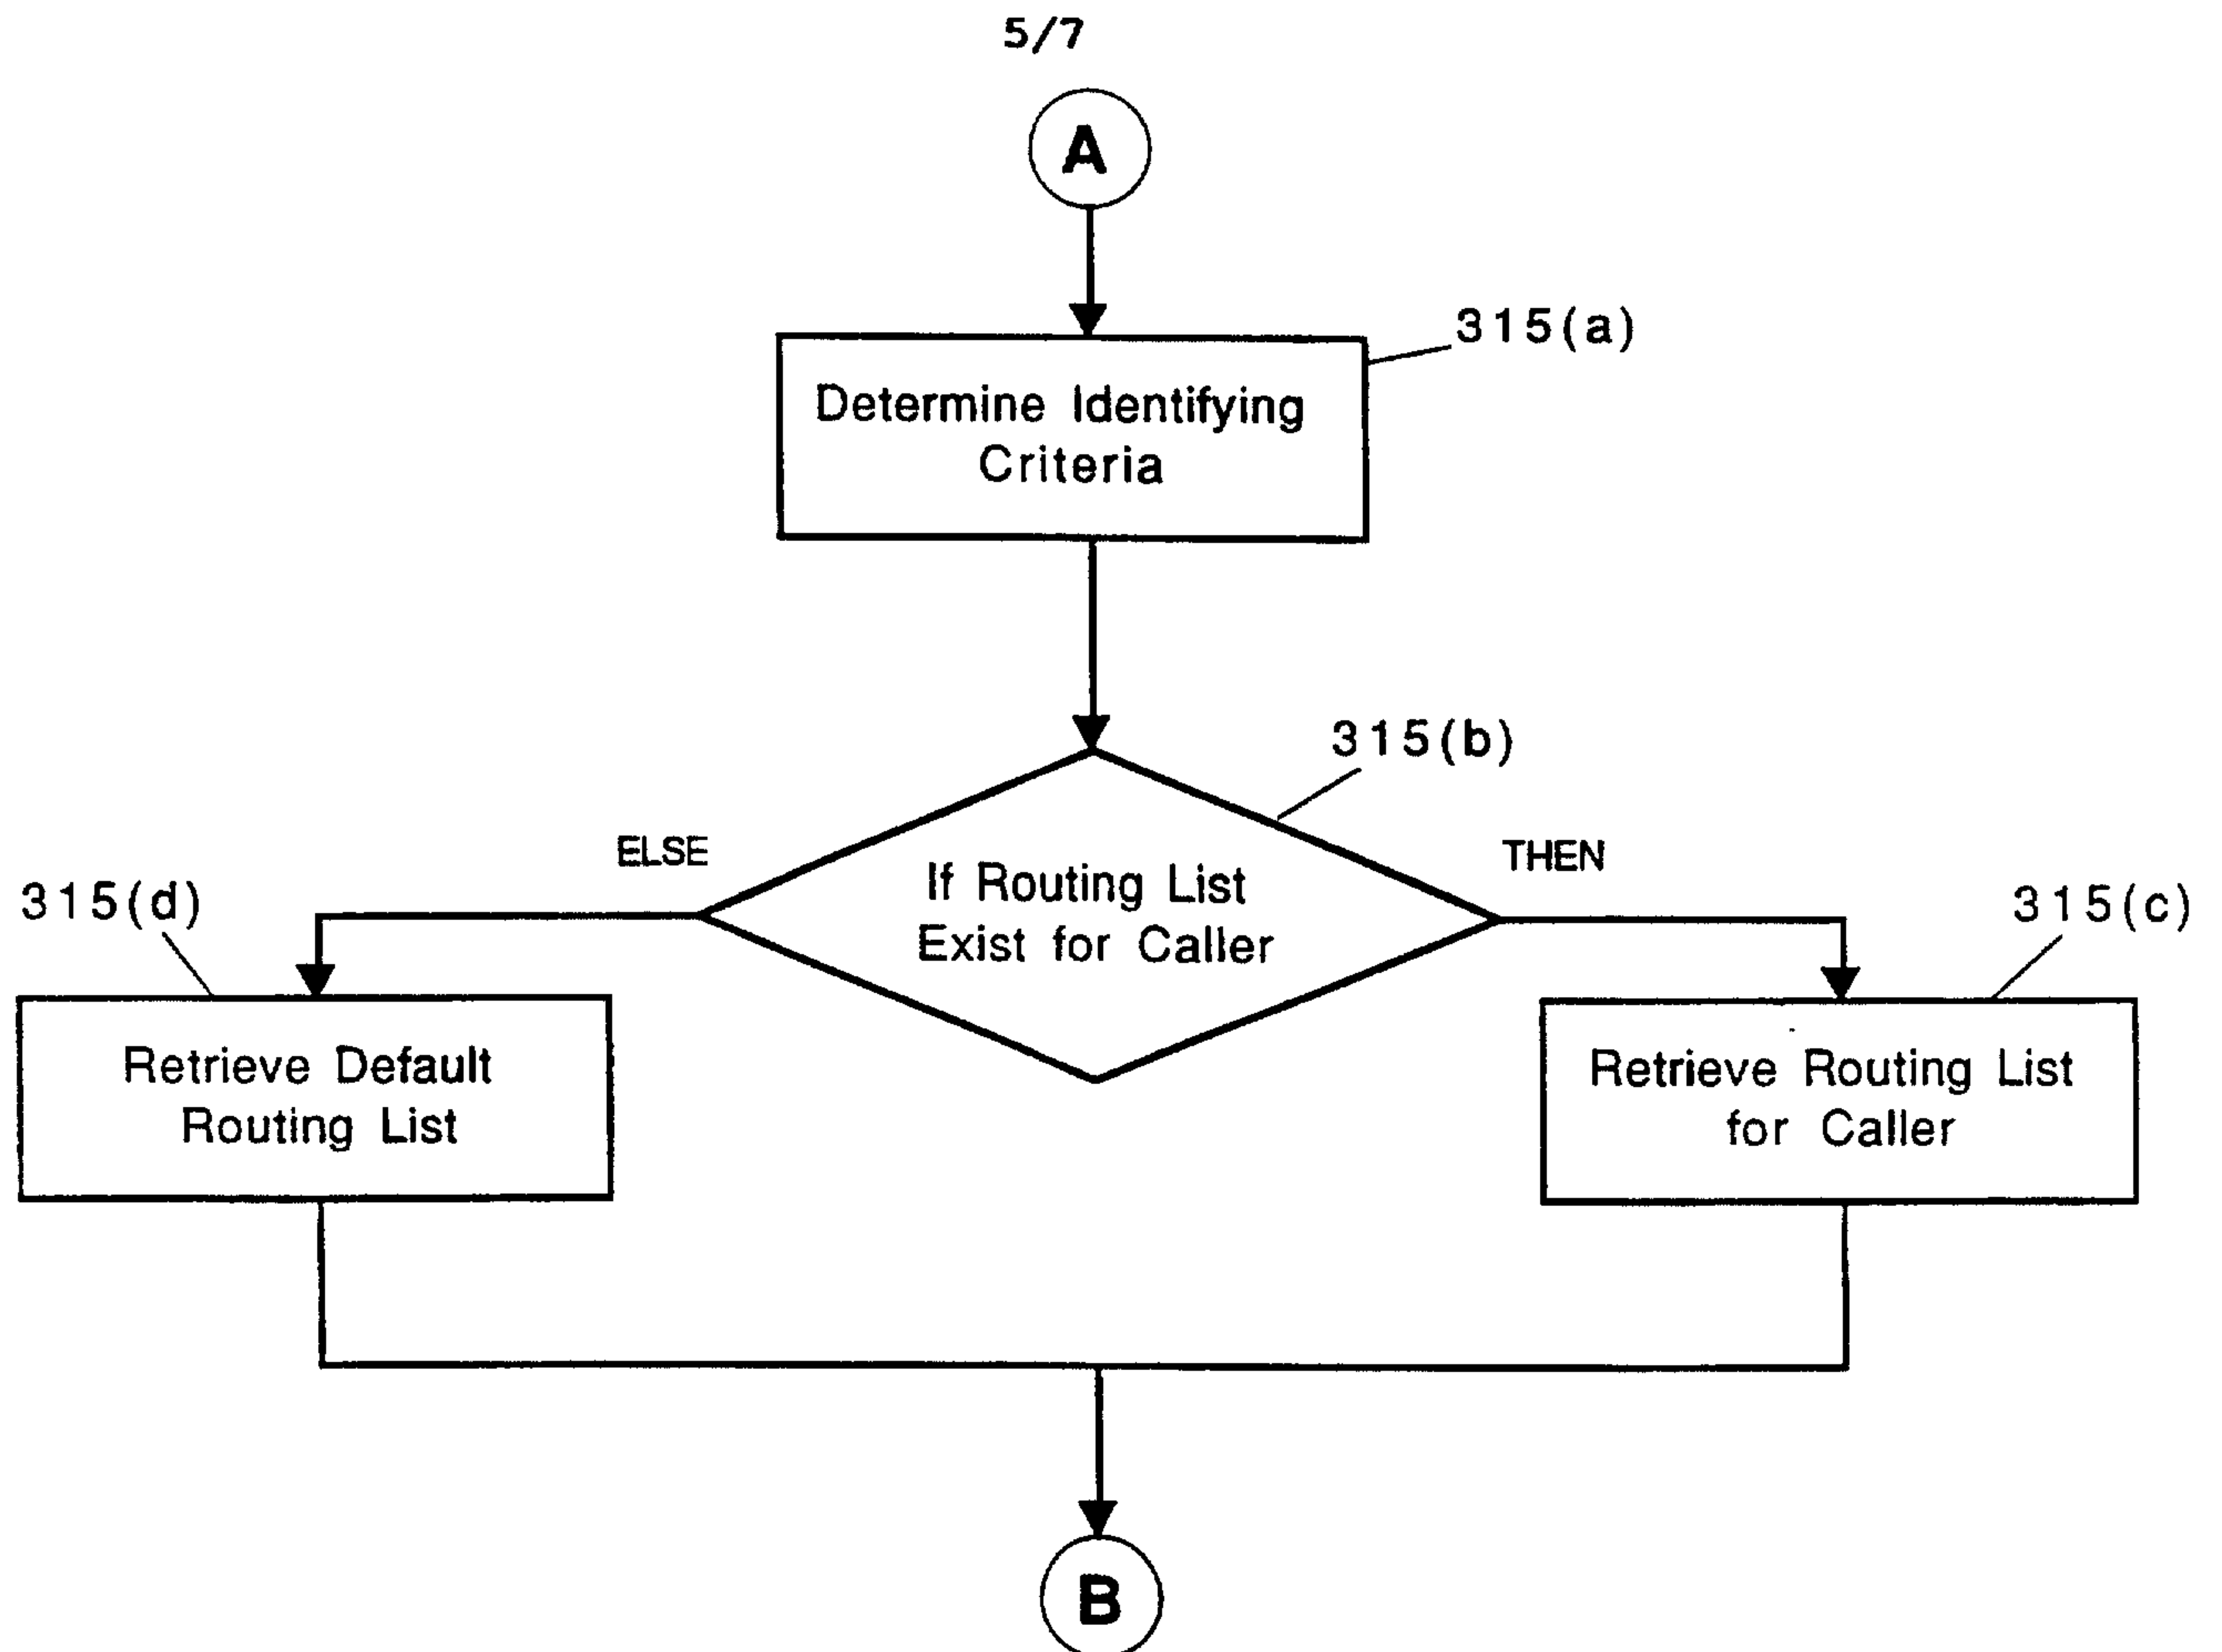 5/7
A
315(a)
Determine Identifying
Criteria
315(b)
ELSE
THEN
If Routing List
Exist for Caller
315(d)
315(c)
Retrieve Default
Routing List
Retrieve Routing List
for Caller
B